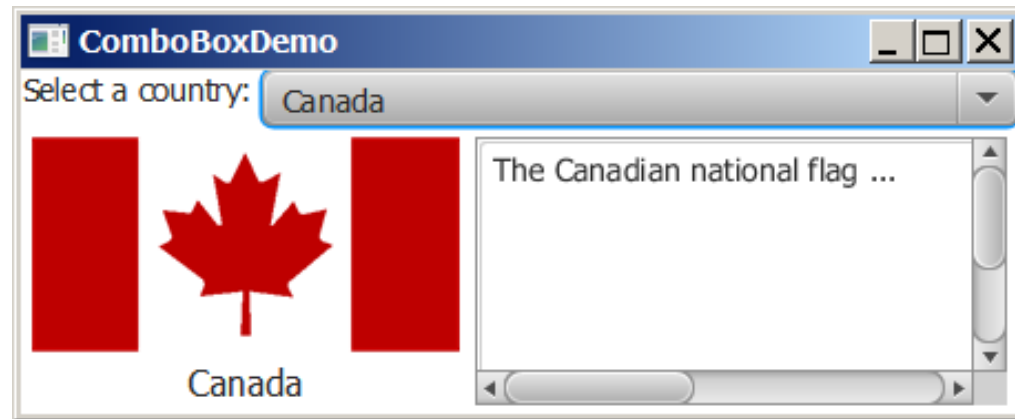 ComboBoxDemo
Select a country: Canada
The Canadian national flag ...
Canada